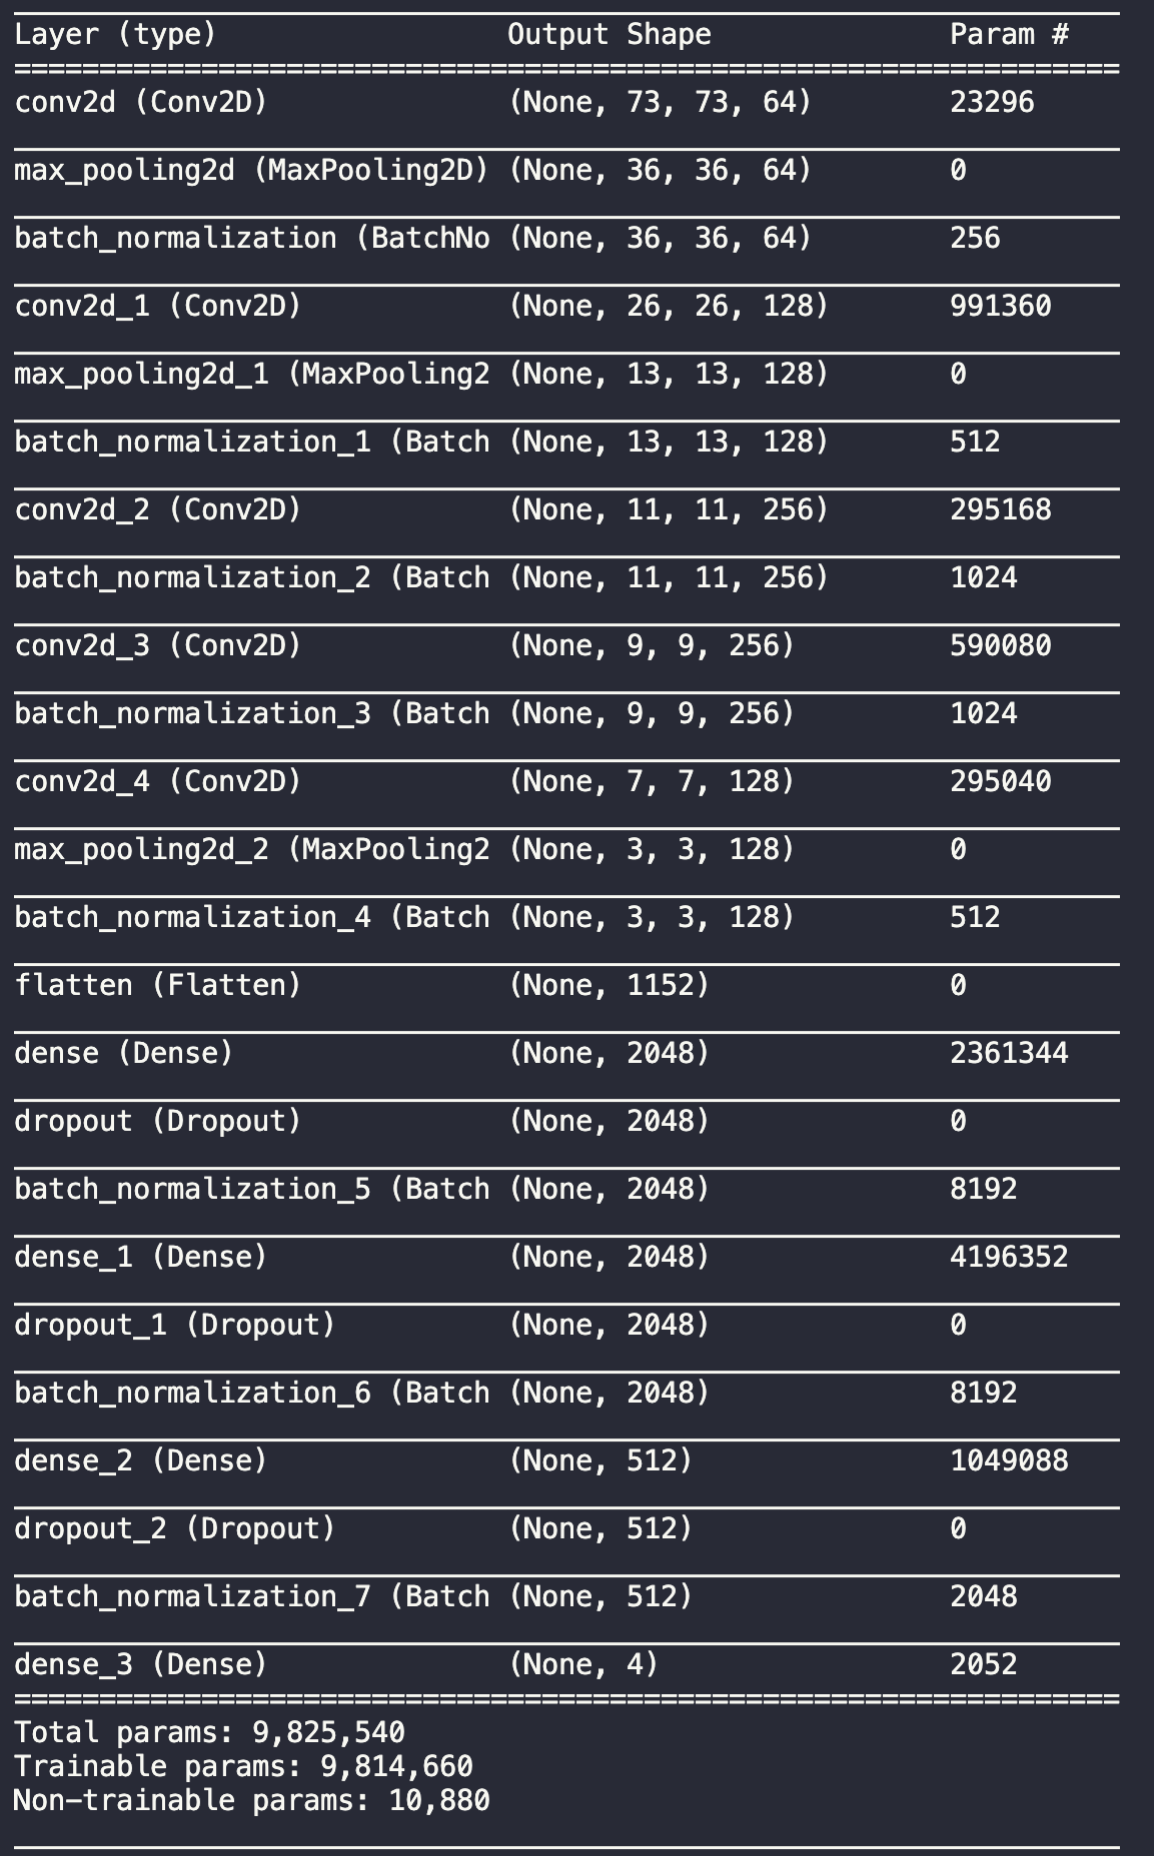 Layer (type) Output Shape Param #
=================================================================
conv2d (Conv2D) (None, 73, 73, 64) 23296
max_pooling2d (MaxPooling2D) (None, 36, 36, 64) 0
batch_normalization (BatchNo (None, 36, 36, 64) 256
conv2d_1 (Conv2D) (None, 26, 26, 128) 991360
max_pooling2d_1 (MaxPooling2 (None, 13, 13, 128) 0
batch_normalization_1 (Batch (None, 13, 13, 128) 512
conv2d_2 (Conv2D) (None, 11, 11, 256) 295168
batch_normalization_2 (Batch (None, 11, 11, 256) 1024
conv2d_3 (Conv2D) (None, 9, 9, 256) 590080
batch_normalization_3 (Batch (None, 9, 9, 256) 1024
conv2d_4 (Conv2D) (None, 7, 7, 128) 295040
max_pooling2d_2 (MaxPooling2 (None, 3, 3, 128) 0
batch_normalization_4 (Batch (None, 3, 3, 128) 512
flatten (Flatten) (None, 1152) 0
dense (Dense) (None, 2048) 2361344
dropout (Dropout) (None, 2048) 0
batch_normalization_5 (Batch (None, 2048) 8192
dense_1 (Dense) (None, 2048) 4196352
dropout_1 (Dropout) (None, 2048) 0
batch_normalization_6 (Batch (None, 2048) 8192
dense_2 (Dense) (None, 512) 1049088
dropout_2 (Dropout) (None, 512) 0
batch_normalization_7 (Batch (None, 512) 2048
dense_3 (Dense) (None, 4) 2052
=================================================================
Total params: 9,825,540
Trainable params: 9,814,660
Non-trainable params: 10,880